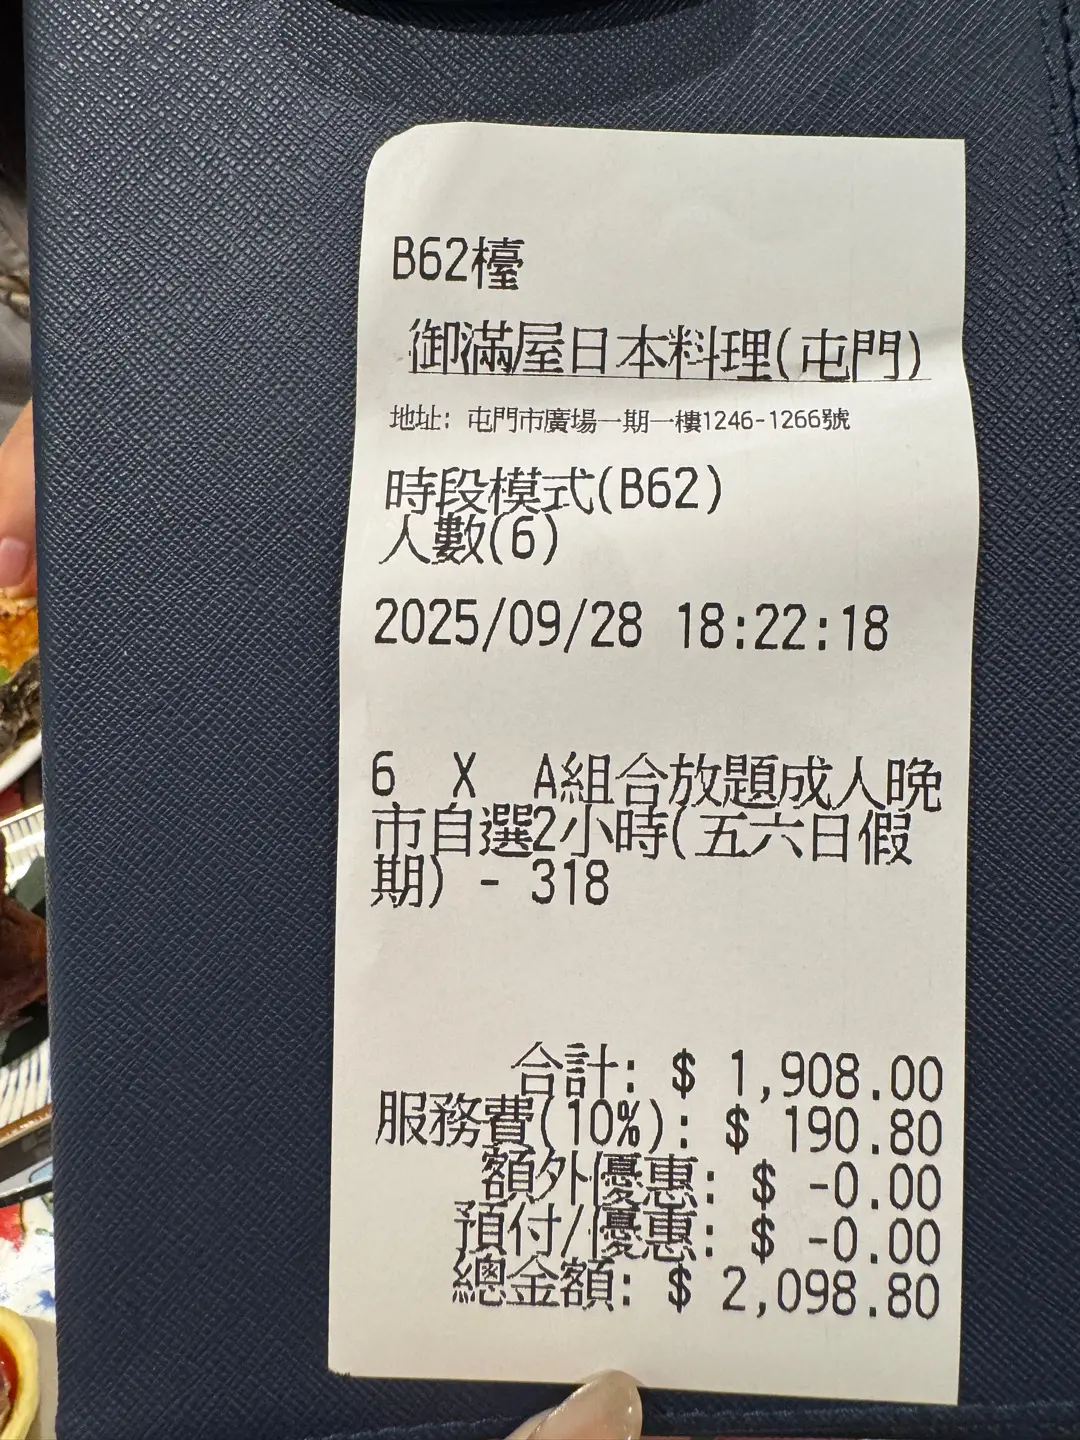 B62檯
御滿屋日本料理(屯門)
地址: 屯門市廣場一期一樓1246-1266號
時段模式(B62)
人數(6)
2025/09/28 18:22:18
6 X A組合放題成人晚
市自選2小時(五六日假
期) - 318
合計: $ 1,908.00
服務費(10%): $ 190.80
額外優惠: $ -0.00
預付/優惠: $ -0.00
總金額: $ 2,098.80